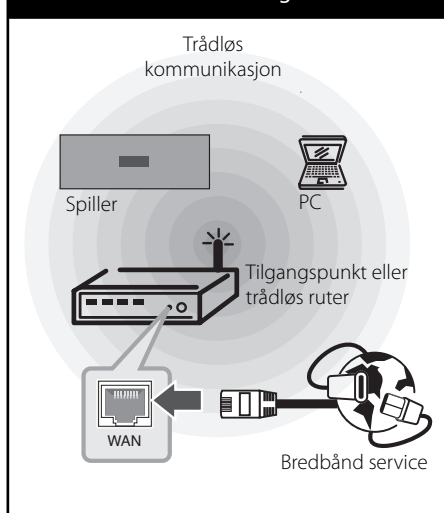 Trådløs
kommunikasjon
Spiller
PC
Tilgangspunkt eller
trådløs ruter
WAN
Bredbånd service